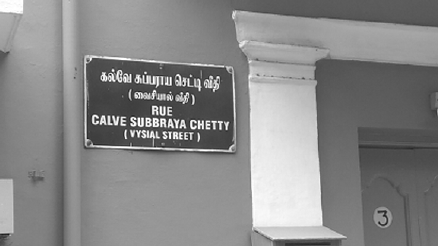 கல்வே சுப்பராய செட்டி வீதி
( வைசியால் வீதி )
RUE
CALVE SUBBRAYA CHETTY
( VYSIAL STREET )
3